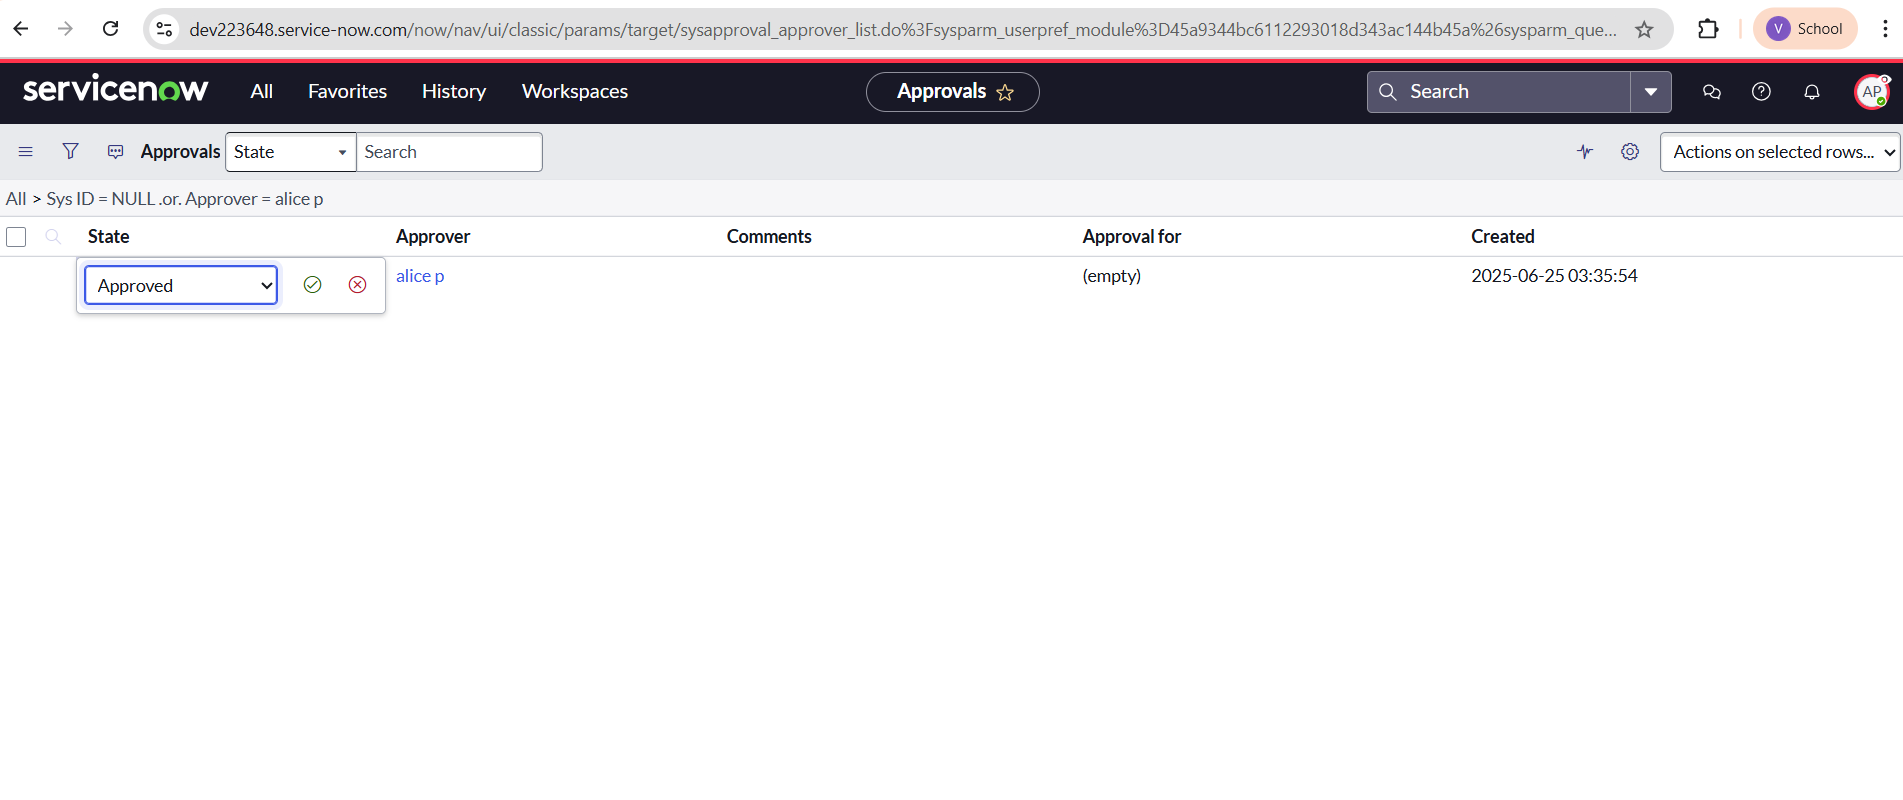 dev223648.service-now.com/now/nav/ui/classic/params/target/sysapproval_approver_list.do%3Fsysparm_userpref_module%3D45a9344bc6112293018d343ac144b45a%26sysparm_que...
V School
servicenow All Favorites History Workspaces Approvals Search AP
Approvals State Search Actions on selected rows...
All > Sys ID = NULL .or. Approver = alice p
State Approver Comments Approval for Created
Approved alice p (empty) 2025-06-25 03:35:54